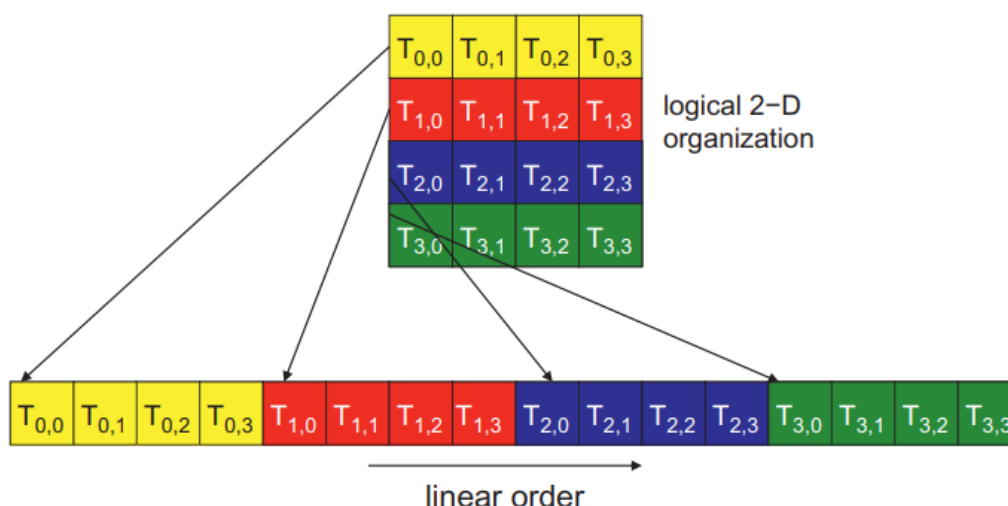 T0,0 T0,1 T0,2 T0,3
T1,0 T1,1 T1,2 T1,3
logical 2−D
organization
T2,0 T2,1 T2,2 T2,3
T3,0 T3,1 T3,2 T3,3
T0,0 T0,1 T0,2 T0,3 T1,0 T1,1 T1,2 T1,3 T2,0 T2,1 T2,2 T2,3 T3,0 T3,1 T3,2 T3,3
linear order